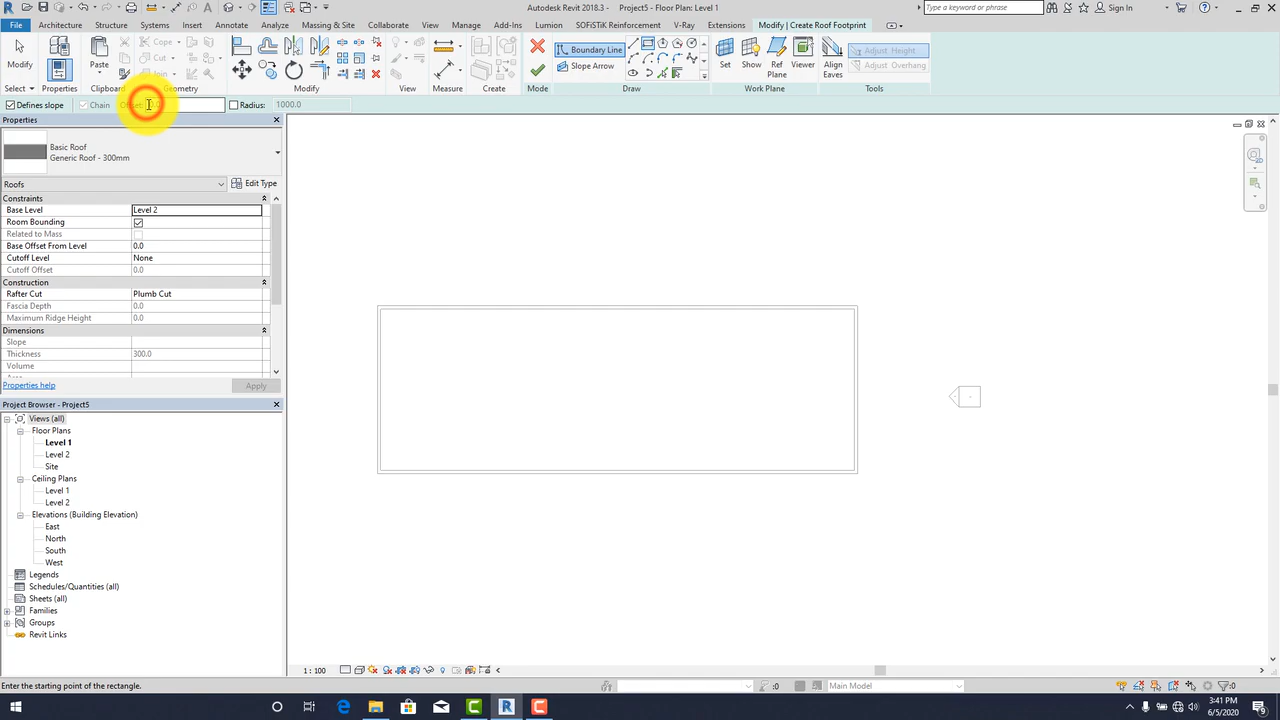 Autodesk Revit 2018.3 - Project5 - Floor Plan: Level 1
Type a keyword or phrase
Sign In
File
Architecture
Structure
Systems
Insert
Annotate
Analyze
Massing & Site
Collaborate
View
Manage
Add-Ins
Lumion
SOFiSTiK Reinforcement
V-Ray
Extensions
Modify | Create Roof Footprint
Modify
Paste
Cope
Cut
Join
Boundary Line
Slope Arrow
Set
Show
Ref
Plane
Viewer
Align
Eaves
Adjust Height
Adjust Overhang
Select
Properties
Clipboard
Geometry
Modify
View
Measure
Create
Mode
Draw
Work Plane
Tools
Defines slope
Chain
Offset:
Radius:
1000.0
Properties
Basic Roof
Generic Roof - 300mm
Roofs
Edit Type
Constraints
Base Level
Level 2
Room Bounding
Related to Mass
Base Offset From Level
0.0
Cutoff Level
None
Cutoff Offset
0.0
Construction
Rafter Cut
Plumb Cut
Fascia Depth
0.0
Maximum Ridge Height
0.0
Dimensions
Slope
Thickness
300.0
Volume
Properties help
Apply
Project Browser - Project5
Views (all)
Floor Plans
Level 1
Level 2
Site
Ceiling Plans
Level 1
Level 2
Elevations (Building Elevation)
East
North
South
West
Legends
Schedules/Quantities (all)
Sheets (all)
Families
Groups
Revit Links
1 : 100
Enter the starting point of the rectangle.
:0
Main Model
:0
3:41 PM
6/5/2020